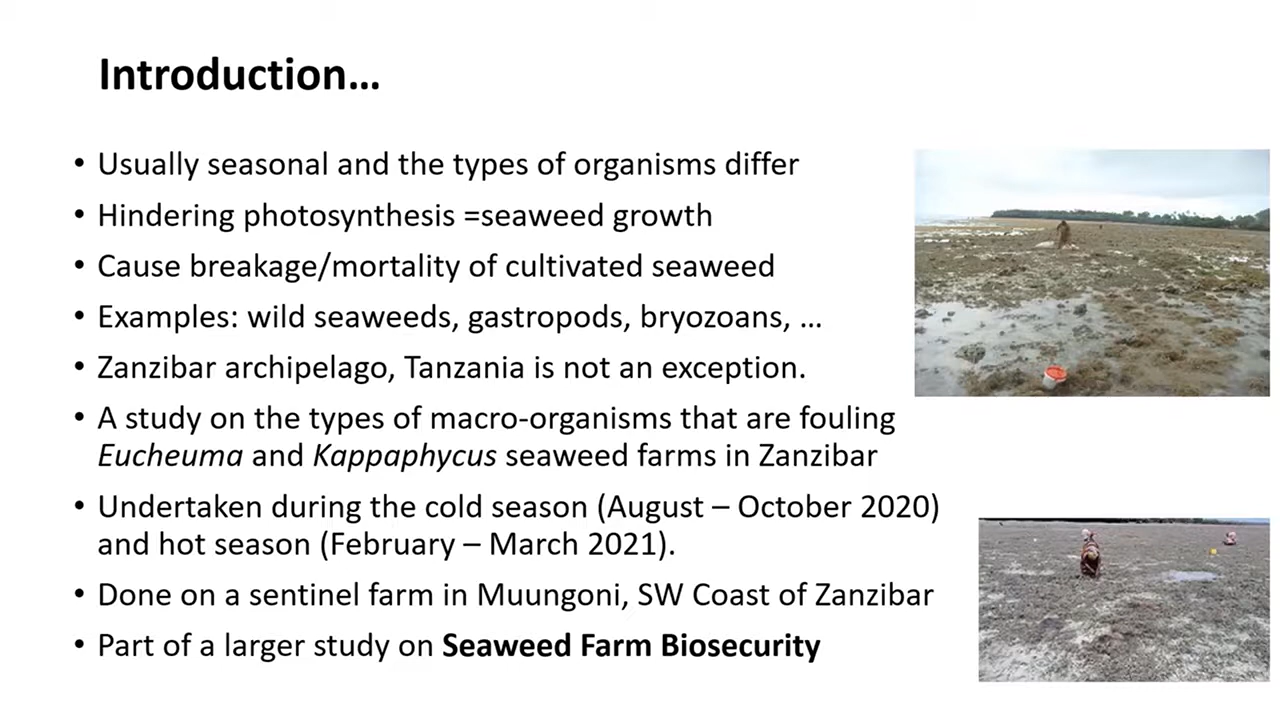 Introduction…
• Usually seasonal and the types of organisms differ
• Hindering photosynthesis =seaweed growth
• Cause breakage/mortality of cultivated seaweed
• Examples: wild seaweeds, gastropods, bryozoans, …
• Zanzibar archipelago, Tanzania is not an exception.
• A study on the types of macro-organisms that are fouling
Eucheuma and Kappaphycus seaweed farms in Zanzibar
• Undertaken during the cold season (August – October 2020)
and hot season (February – March 2021).
• Done on a sentinel farm in Muungoni, SW Coast of Zanzibar
• Part of a larger study on Seaweed Farm Biosecurity